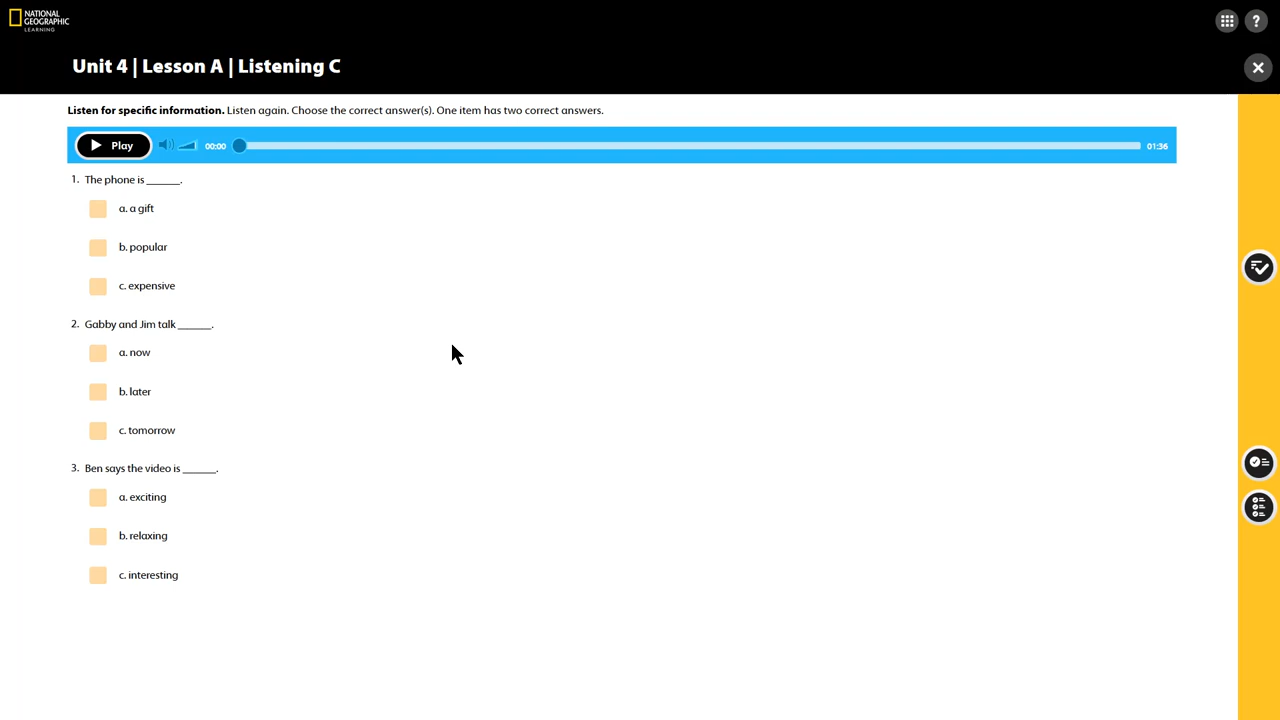 NATIONAL
GEOGRAPHIC
LEARNING
Unit 4 | Lesson A | Listening C
Listen for specific information. Listen again. Choose the correct answer(s). One item has two correct answers.
Play 00:00 01:36
1. The phone is ______.
a. a gift
b. popular
c. expensive
2. Gabby and Jim talk ______.
a. now
b. later
c. tomorrow
3. Ben says the video is ______.
a. exciting
b. relaxing
c. interesting